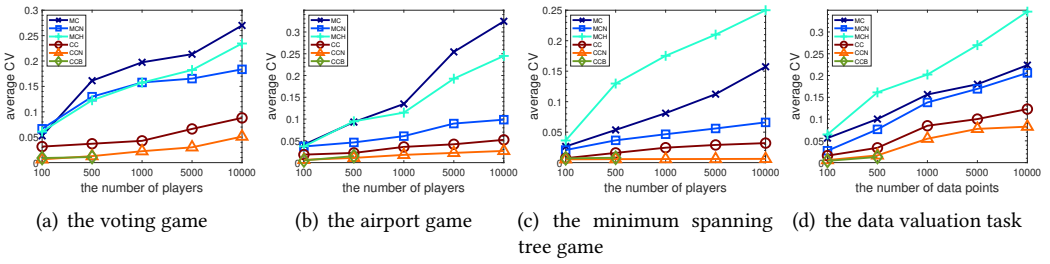 average CV
0.3
0.25
0.2
0.15
0.1
0.05
0
MC
MCN
MCH
CC
CCN
CCB
100 500 1000 5000 10000
the number of players
(a) the voting game
average CV
0.3
0.25
0.2
0.15
0.1
0.05
0
MC
MCN
MCH
CC
CCN
CCB
100 500 1000 5000 10000
the number of players
(b) the airport game
average CV
0.25
0.2
0.15
0.1
0.05
0
MC
MCN
MCH
CC
CCN
CCB
100 500 1000 5000 10000
the number of players
(c) the minimum spanning
tree game
average CV
0.3
0.25
0.2
0.15
0.1
0.05
0
MC
MCN
MCH
CC
CCN
CCB
100 500 1000 5000 10000
the number of data points
(d) the data valuation task